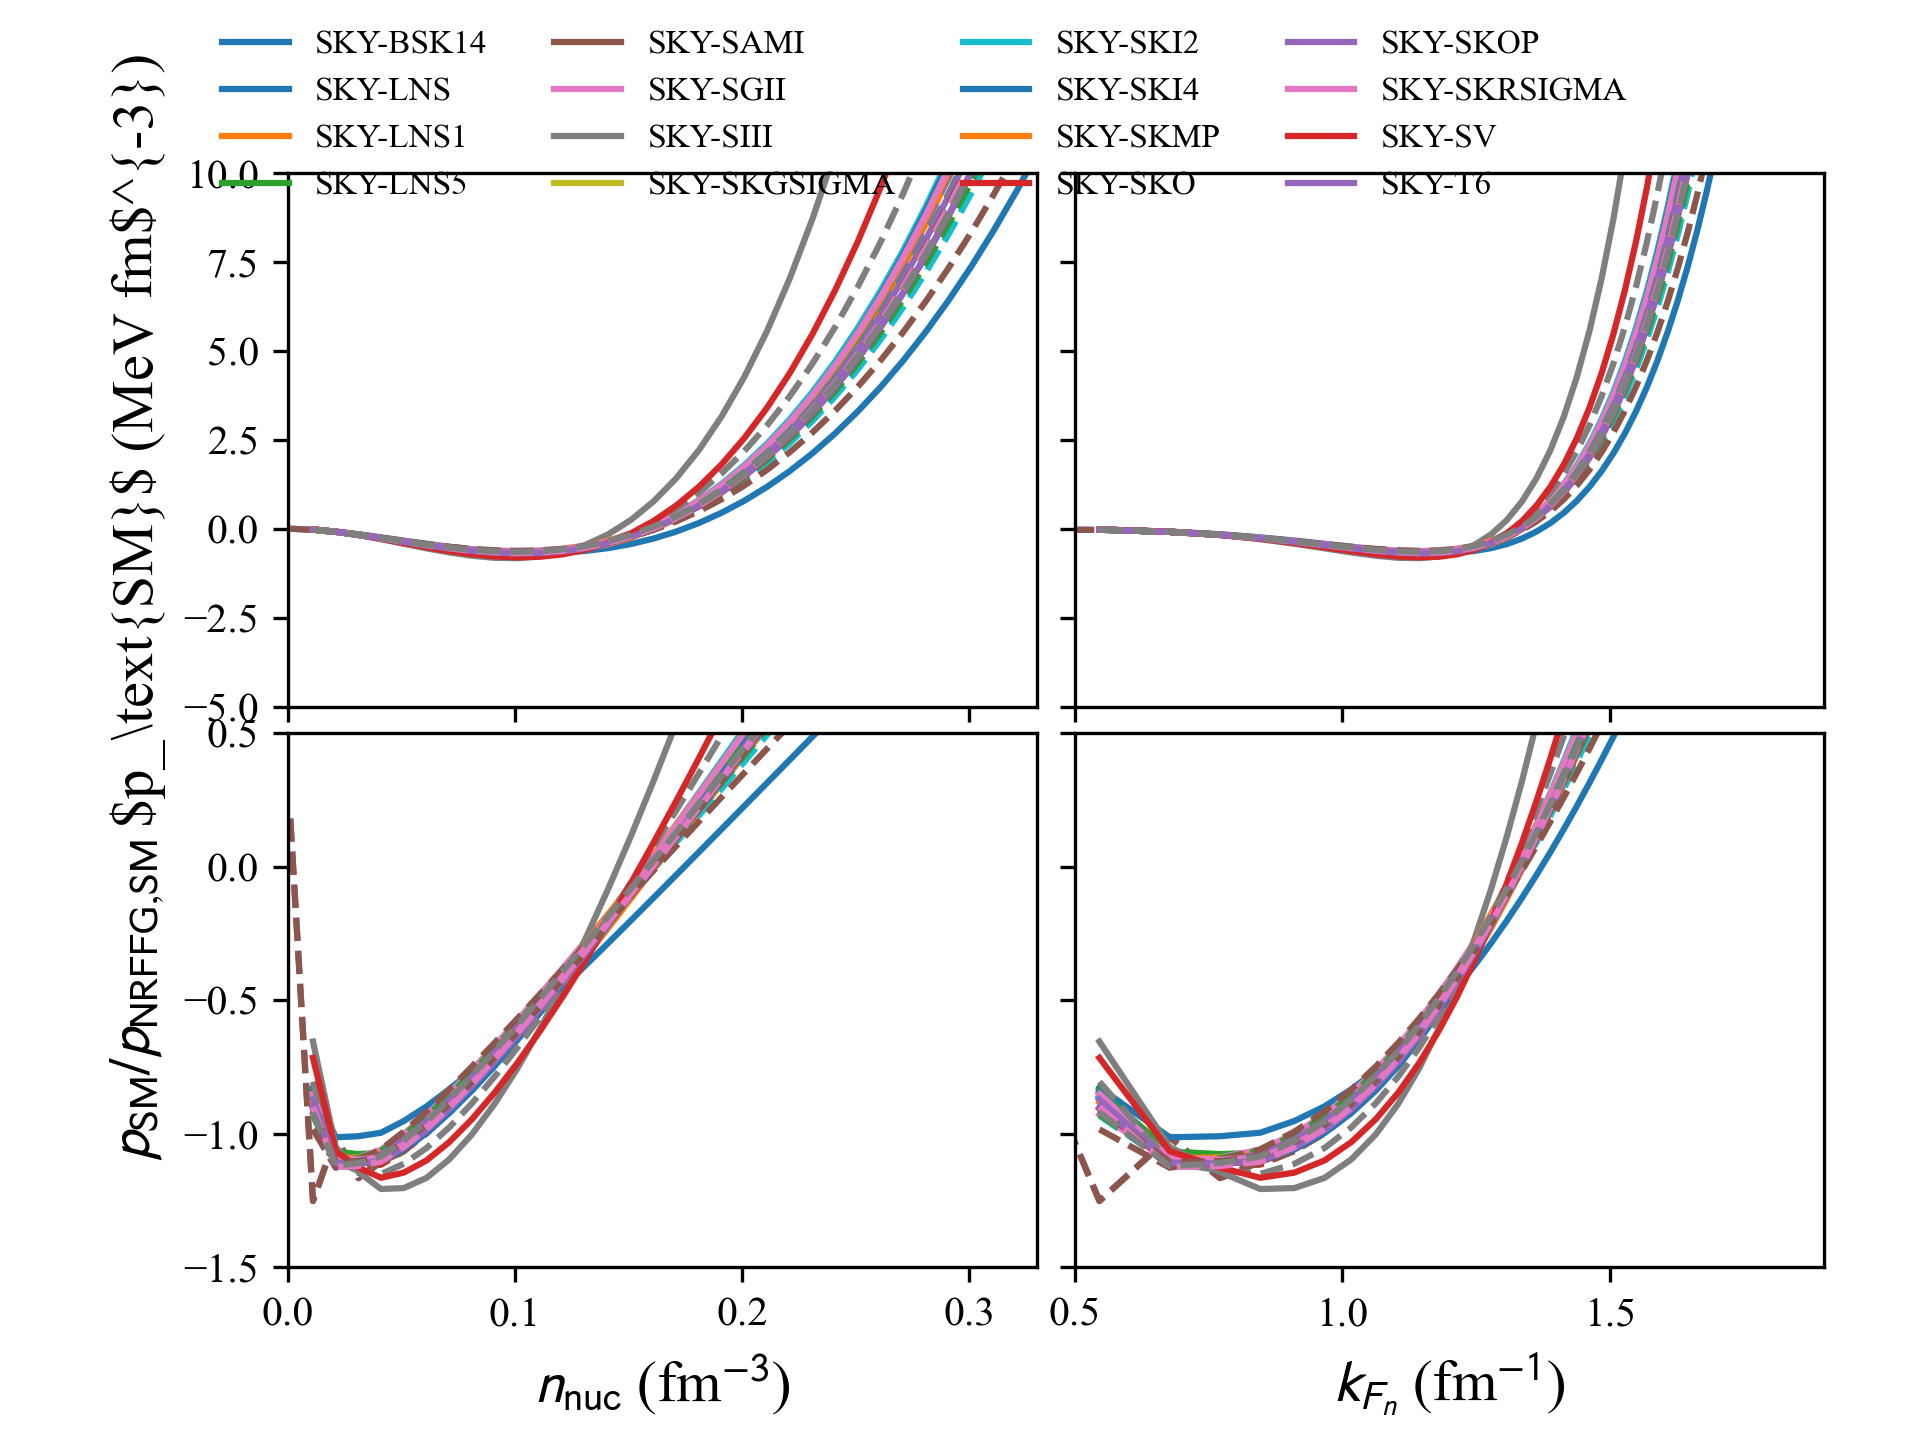 SKY-BSK14 SKY-SAMI SKY-SKI2 SKY-SKOP
SKY-LNS SKY-SGII SKY-SKI4 SKY-SKRSIGMA
SKY-LNS1 SKY-SIII SKY-SKMP SKY-SV
SKY-LNS5 SKY-SKGSIGMA SKY-SKO SKY-T6
$p_\text{SM}$ (MeV fm$^{-3})
10.0
7.5
5.0
2.5
0.0
−2.5
−5.0
p_SM/p_NRFFG,SM
0.5
0.0
−0.5
−1.0
−1.5
0.0 0.1 0.2 0.3
0.5 1.0 1.5
n_nuc (fm⁻³)
k_{F_n} (fm⁻¹)